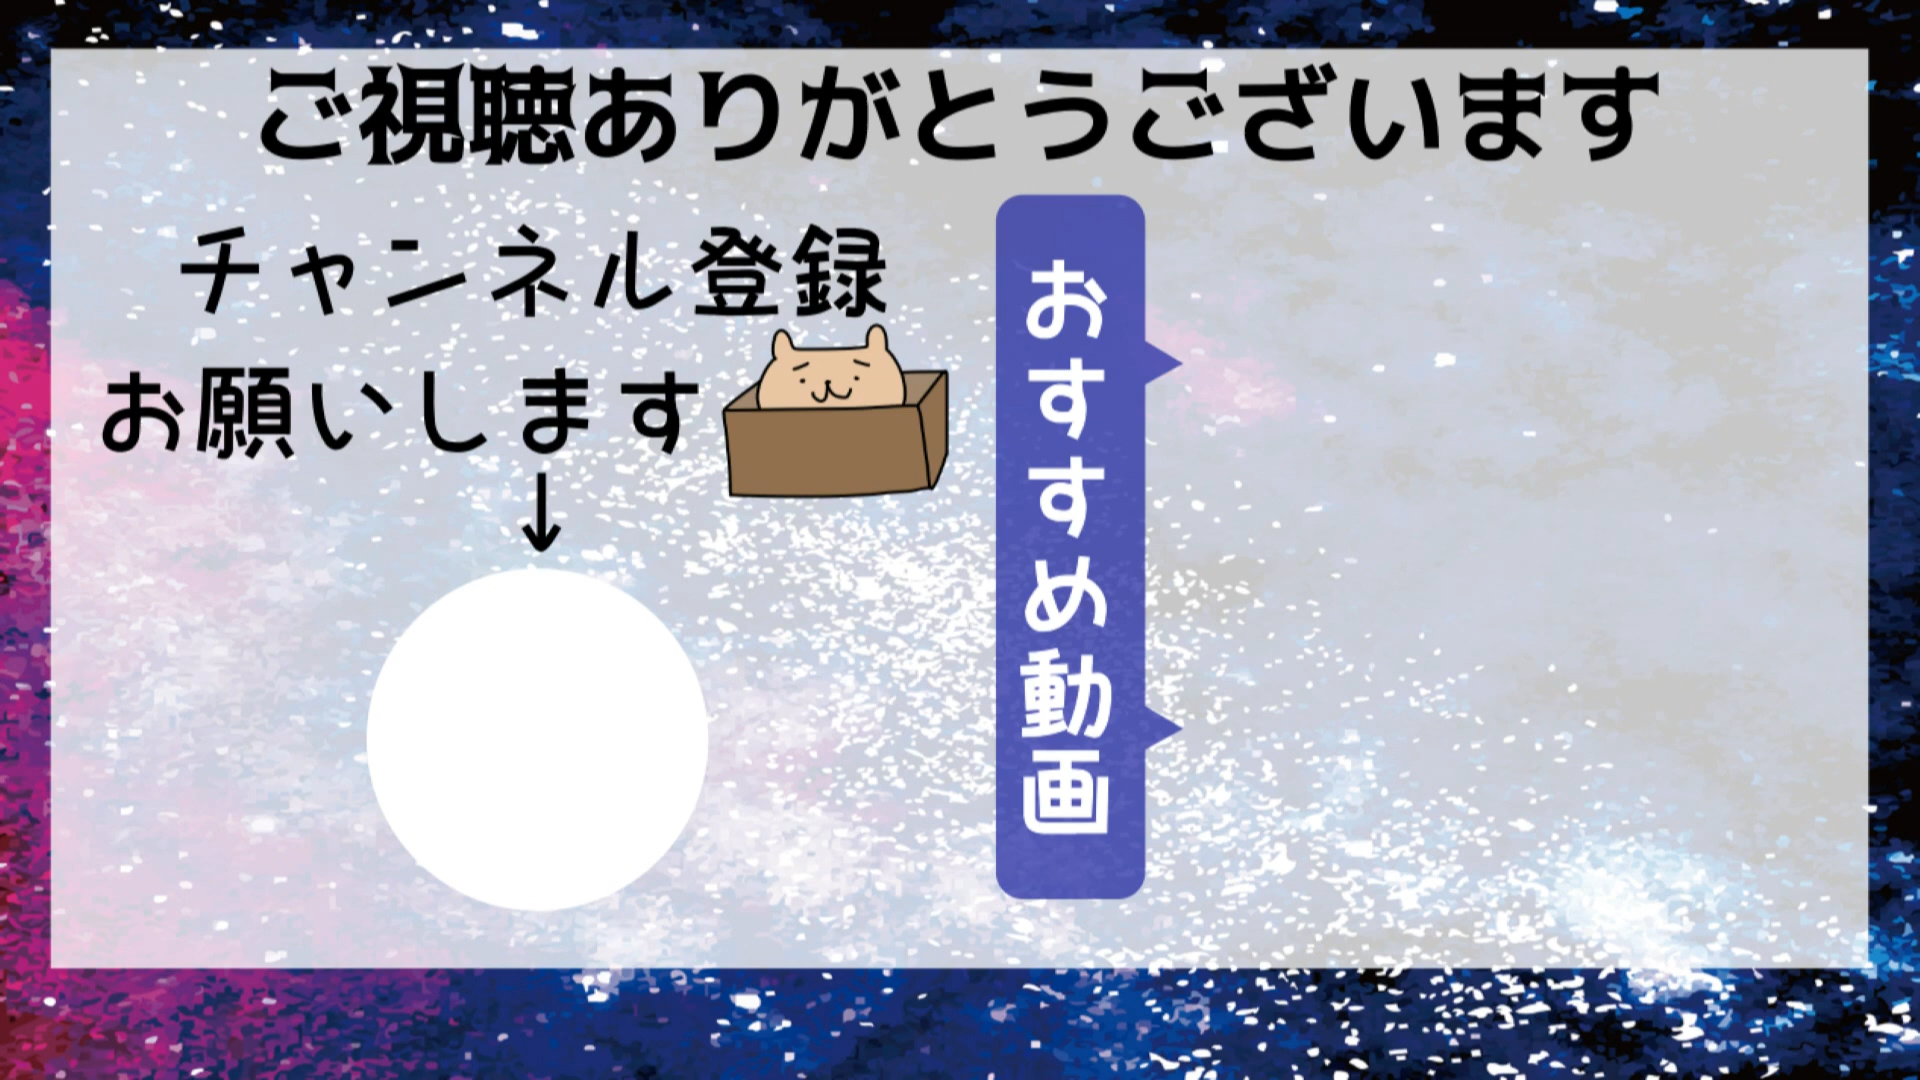 ご視聴ありがとうございます
チャンネル登録
お願いします
↓
おすすめ動画